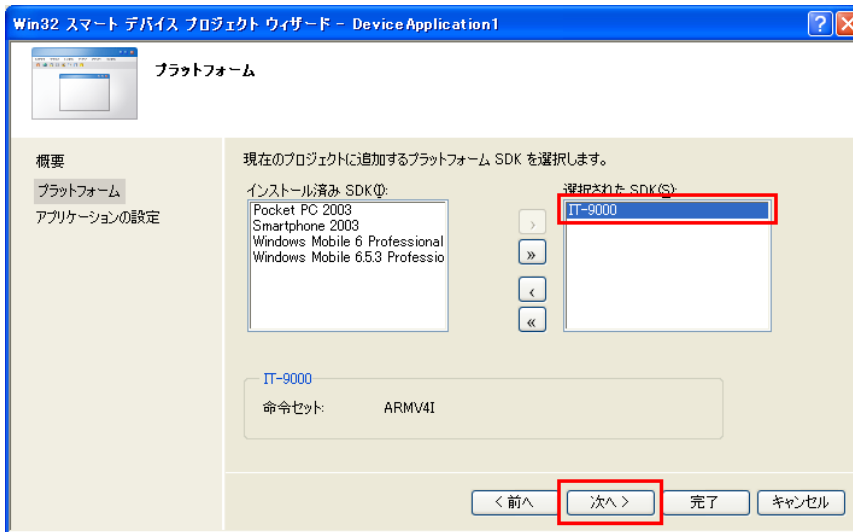 Win32 スマート デバイス プロジェクト ウィザード - DeviceApplication1
プラットフォーム
概要
プラットフォーム
アプリケーションの設定
現在のプロジェクトに追加するプラットフォーム SDK を選択します。
インストール済み SDK(I):
Pocket PC 2003
Smartphone 2003
Windows Mobile 6 Professional
Windows Mobile 6.5.3 Professio
選択された SDK(S):
IT-9000
IT-9000
命令セット: ARMV4I
< 前へ
次へ >
完了
キャンセル